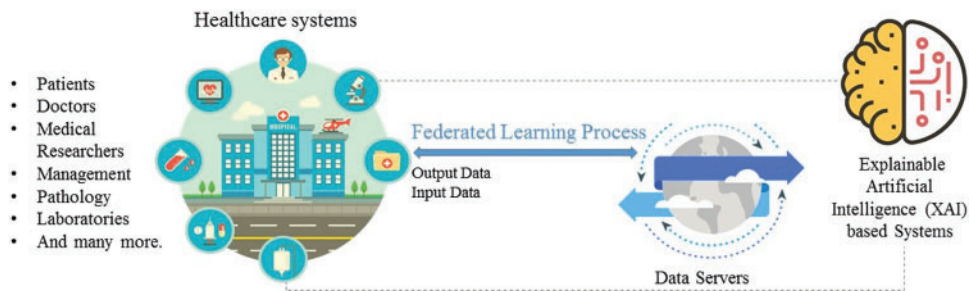 Healthcare systems
• Patients
• Doctors
• Medical
Researchers
• Management
• Pathology
• Laboratories
• And many more.
HOSPITAL
Federated Learning Process
Output Data
Input Data
Data Servers
Explainable
Artificial
Intelligence (XAI)
based Systems